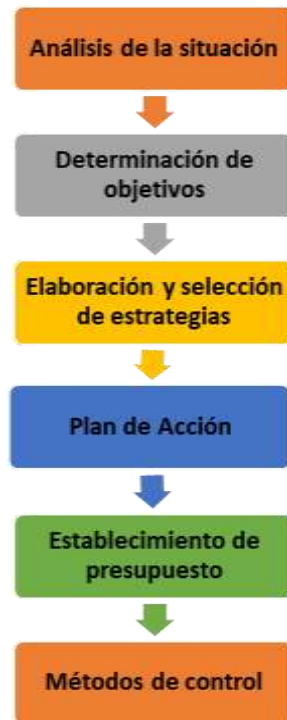 Análisis de la situación
Determinación de
objetivos
Elaboración y selección
de estrategias
Plan de Acción
Establecimiento de
presupuesto
Métodos de control